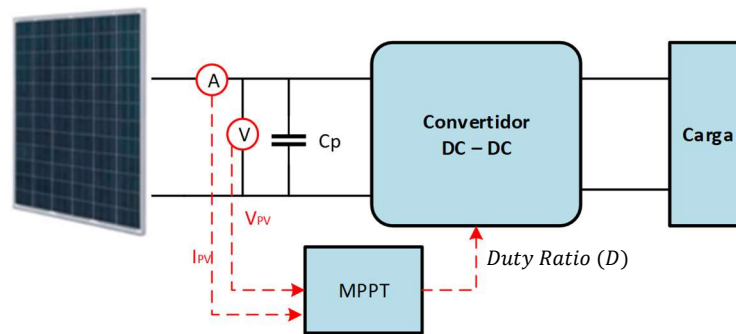 A
V
Cp
Convertidor
DC – DC
Carga
VPV
IPV
MPPT
Duty Ratio (D)